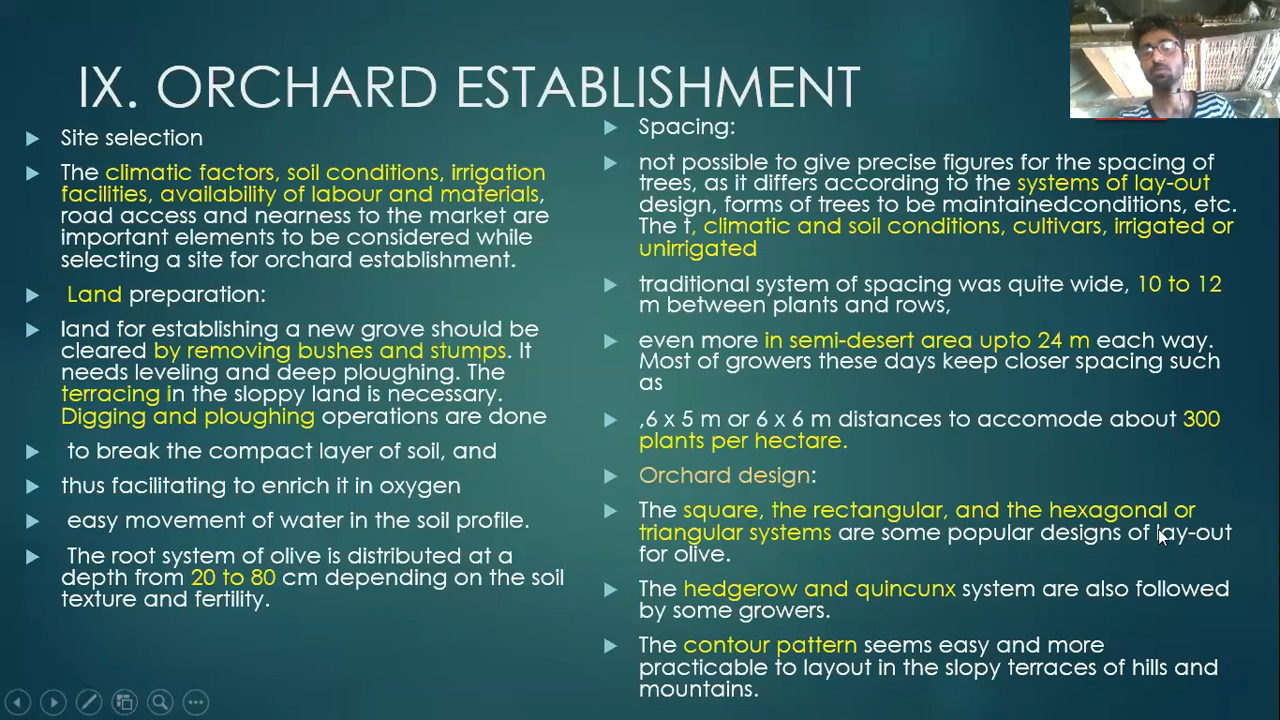 IX. ORCHARD ESTABLISHMENT
Site selection
The climatic factors, soil conditions, irrigation
facilities, availability of labour and materials,
road access and nearness to the market are
important elements to be considered while
selecting a site for orchard establishment.
Land preparation:
land for establishing a new grove should be
cleared by removing bushes and stumps. It
needs leveling and deep ploughing. The
terracing in the sloppy land is necessary.
Digging and ploughing operations are done
to break the compact layer of soil, and
thus facilitating to enrich it in oxygen
easy movement of water in the soil profile.
The root system of olive is distributed at a
depth from 20 to 80 cm depending on the soil
texture and fertility.
Spacing:
not possible to give precise figures for the spacing of
trees, as it differs according to the systems of lay-out
design, forms of trees to be maintainedconditions, etc.
The t, climatic and soil conditions, cultivars, irrigated or
unirrigated
traditional system of spacing was quite wide, 10 to 12
m between plants and rows,
even more in semi-desert area upto 24 m each way.
Most of growers these days keep closer spacing such
as
,6 x 5 m or 6 x 6 m distances to accomode about 300
plants per hectare.
Orchard design:
The square, the rectangular, and the hexagonal or
triangular systems are some popular designs of lay-out
for olive.
The hedgerow and quincunx system are also followed
by some growers.
The contour pattern seems easy and more
practicable to layout in the slopy terraces of hills and
mountains.